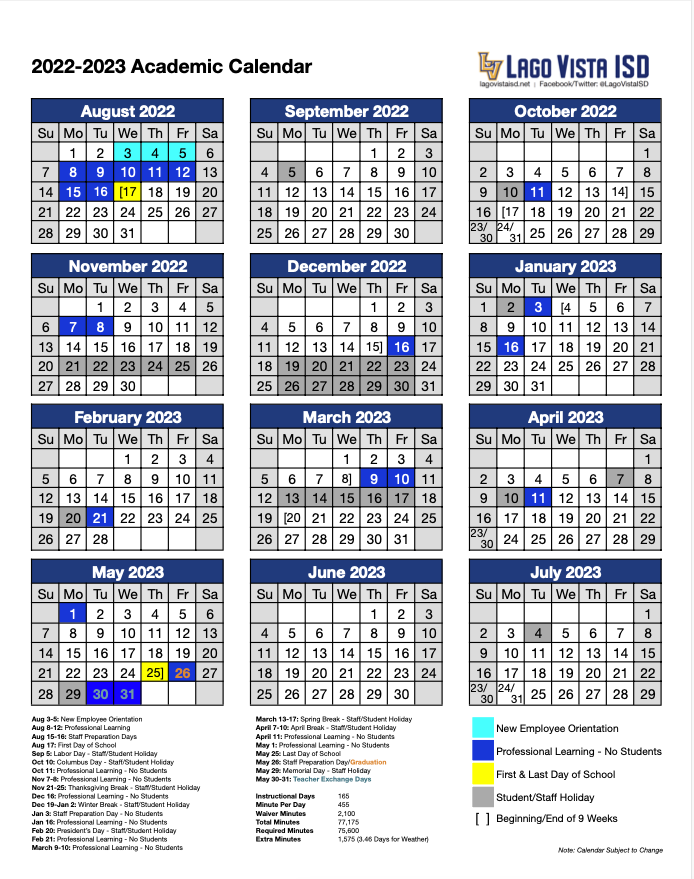 2022-2023 Academic Calendar
LV LAGO VISTA ISD
lagovistaisd.net | Facebook/Twitter: @LagoVistaISD
August 2022
Su Mo Tu We Th Fr Sa
1 2 3 4 5 6
7 8 9 10 11 12 13
14 15 16 [17 18 19 20
21 22 23 24 25 26 27
28 29 30 31
September 2022
Su Mo Tu We Th Fr Sa
1 2 3
4 5 6 7 8 9 10
11 12 13 14 15 16 17
18 19 20 21 22 23 24
25 26 27 28 29 30
October 2022
Su Mo Tu We Th Fr Sa
1
2 3 4 5 6 7 8
9 10 11 12 13 14] 15
16 [17 18 19 20 21 22
23/30 24/31 25 26 27 28 29
November 2022
Su Mo Tu We Th Fr Sa
1 2 3 4 5
6 7 8 9 10 11 12
13 14 15 16 17 18 19
20 21 22 23 24 25 26
27 28 29 30
December 2022
Su Mo Tu We Th Fr Sa
1 2 3
4 5 6 7 8 9 10
11 12 13 14 15] 16 17
18 19 20 21 22 23 24
25 26 27 28 29 30 31
January 2023
Su Mo Tu We Th Fr Sa
1 2 3 [4 5 6 7
8 9 10 11 12 13 14
15 16 17 18 19 20 21
22 23 24 25 26 27 28
29 30 31
February 2023
Su Mo Tu We Th Fr Sa
1 2 3 4
5 6 7 8 9 10 11
12 13 14 15 16 17 18
19 20 21 22 23 24 25
26 27 28
March 2023
Su Mo Tu We Th Fr Sa
1 2 3 4
5 6 7 8] 9 10 11
12 13 14 15 16 17 18
19 [20 21 22 23 24 25
26 27 28 29 30 31
April 2023
Su Mo Tu We Th Fr Sa
1
2 3 4 5 6 7 8
9 10 11 12 13 14 15
16 17 18 19 20 21 22
23/30 24 25 26 27 28 29
May 2023
Su Mo Tu We Th Fr Sa
1 2 3 4 5 6
7 8 9 10 11 12 13
14 15 16 17 18 19 20
21 22 23 24 25] 26 27
28 29 30 31
June 2023
Su Mo Tu We Th Fr Sa
1 2 3
4 5 6 7 8 9 10
11 12 13 14 15 16 17
18 19 20 21 22 23 24
25 26 27 28 29 30
July 2023
Su Mo Tu We Th Fr Sa
1
2 3 4 5 6 7 8
9 10 11 12 13 14 15
16 17 18 19 20 21 22
23/30 24/31 25 26 27 28 29
Aug 3-5: New Employee Orientation
Aug 8-12: Professional Learning
Aug 15-16: Staff Preparation Days
Aug 17: First Day of School
Sep 5: Labor Day - Staff/Student Holiday
Oct 10: Columbus Day - Staff/Student Holiday
Oct 11: Professional Learning - No Students
Nov 7-8: Professional Learning - No Students
Nov 21-25: Thanksgiving Break - Staff/Student Holiday
Dec 16: Professional Learning - No Students
Dec 19-Jan 2: Winter Break - Staff/Student Holiday
Jan 3: Staff Preparation Day - No Students
Jan 16: Professional Learning - No Students
Feb 20: President's Day - Staff/Student Holiday
Feb 21: Professional Learning - No Students
March 9-10: Professional Learning - No Students
March 13-17: Spring Break - Staff/Student Holiday
April 7-10: April Break - Staff/Student Holiday
April 11: Professional Learning - No Students
May 1: Professional Learning - No Students
May 25: Last Day of School
May 26: Staff Preparation Day/Graduation
May 29: Memorial Day - Staff Holiday
May 30-31: Teacher Exchange Days
Instructional Days 165
Minute Per Day 455
Waiver Minutes 2,100
Total Minutes 77,175
Required Minutes 75,600
Extra Minutes 1,575 (3.46 Days for Weather)
New Employee Orientation
Professional Learning - No Students
First & Last Day of School
Student/Staff Holiday
[ ] Beginning/End of 9 Weeks
Note: Calendar Subject to Change